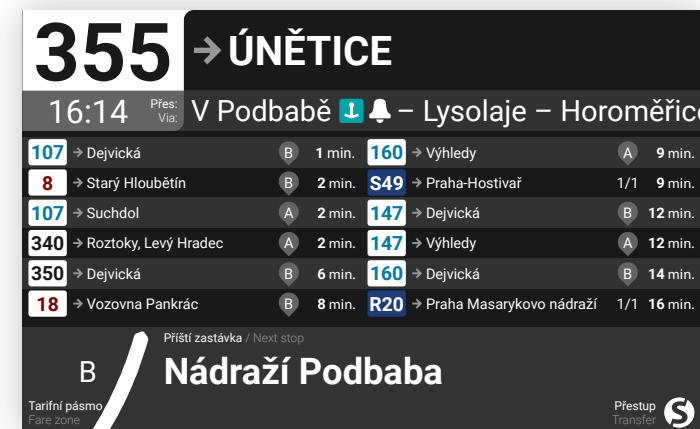 355 → ÚNĚTICE
16:14 Přes: Via: V Podbabě – Lysolaje – Horoměřice
107 → Dejvická B 1 min.
8 → Starý Hloubětín B 2 min.
107 → Suchdol A 2 min.
340 → Roztoky, Levý Hradec A 2 min.
350 → Dejvická B 6 min.
18 → Vozovna Pankrác B 8 min.
160 → Výhledy A 9 min.
S49 → Praha-Hostivař 1/1 9 min.
147 → Dejvická B 12 min.
147 → Výhledy A 12 min.
160 → Dejvická B 14 min.
R20 → Praha Masarykovo nádraží 1/1 16 min.
Příští zastávka / Next stop
B Nádraží Podbaba
Tarifní pásmo
Fare zone
Přestup
Transfer
S